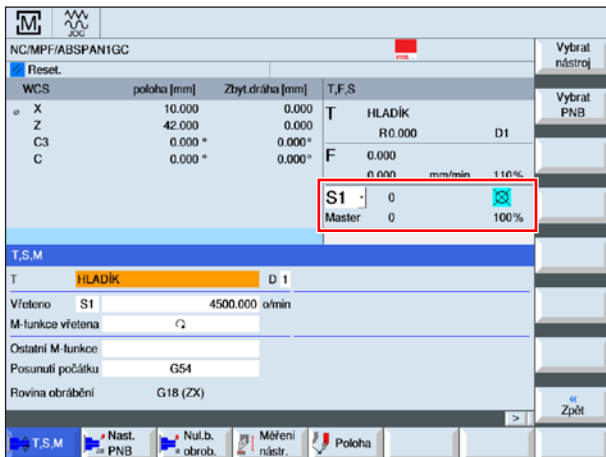 M JOG
NC/MPF/ABSPAN1GC
Reset.
WCS poloha [mm] Zbyt.dráha [mm] T,F,S
X 10.000 0.000
Z 42.000 0.000
C3 0.000 ° 0.000°
C 0.000 ° 0.000°
T HLADÍK
R0.000 D1
F 0.000
0.000 mm/min 110%
S1 0
Master 0 100%
T,S,M
T HLADÍK D 1
Vřeteno S1 4500.000 o/min
M-funkce vřetena
Ostatní M-funkce
Posunutí počátku G54
Rovina obrábění G18 (ZX)
>
Vybrat
nástroj
Vybrat
PNB
«
Zpět
T,S,M
Nast.
PNB
Nul.b.
obrob.
Měření
nástr.
Poloha